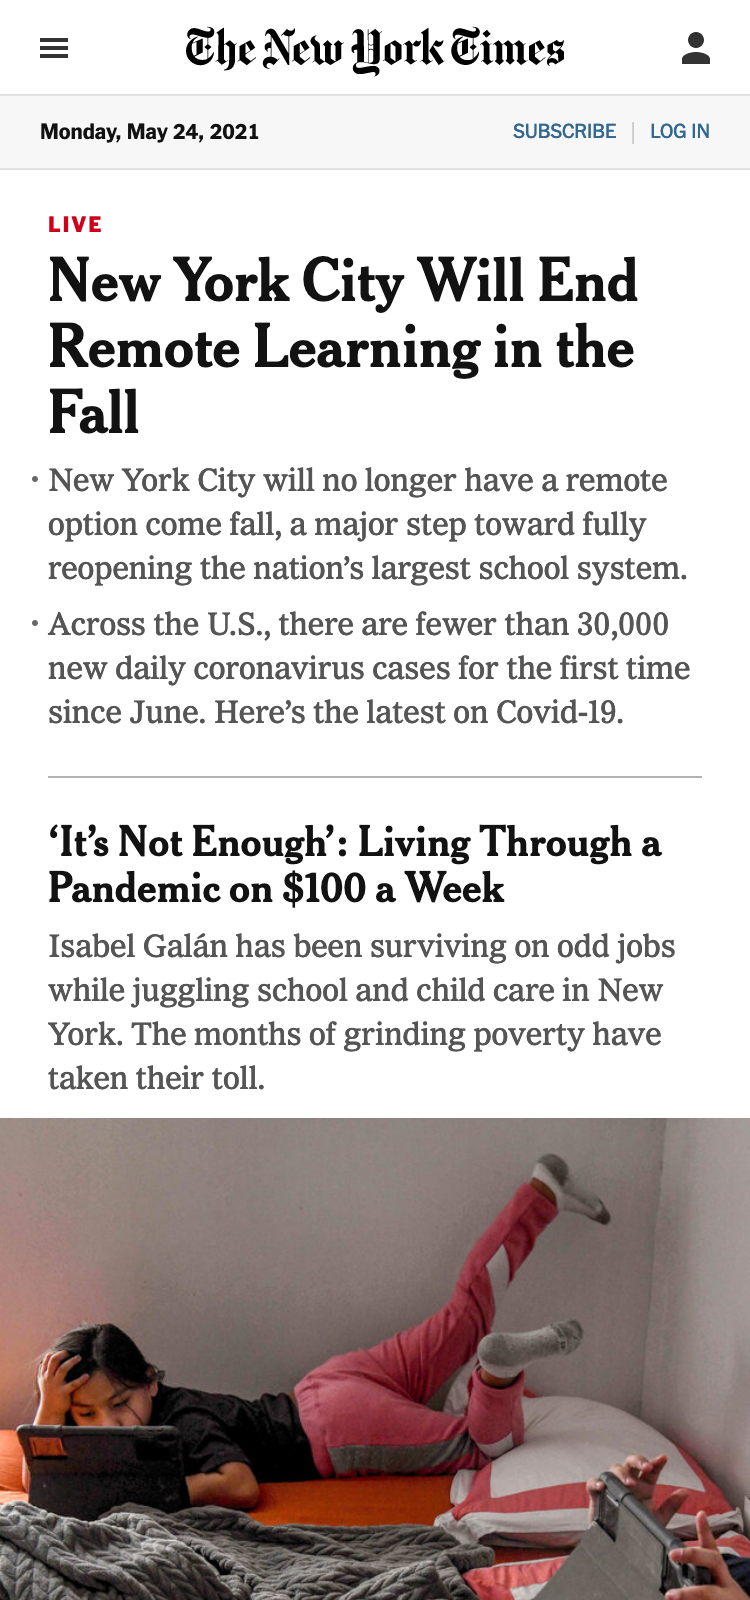 The New York Times
Monday, May 24, 2021
SUBSCRIBE | LOG IN
LIVE
New York City Will End
Remote Learning in the
Fall
• New York City will no longer have a remote
option come fall, a major step toward fully
reopening the nation’s largest school system.
• Across the U.S., there are fewer than 30,000
new daily coronavirus cases for the first time
since June. Here’s the latest on Covid-19.
‘It’s Not Enough’: Living Through a
Pandemic on $100 a Week
Isabel Galán has been surviving on odd jobs
while juggling school and child care in New
York. The months of grinding poverty have
taken their toll.